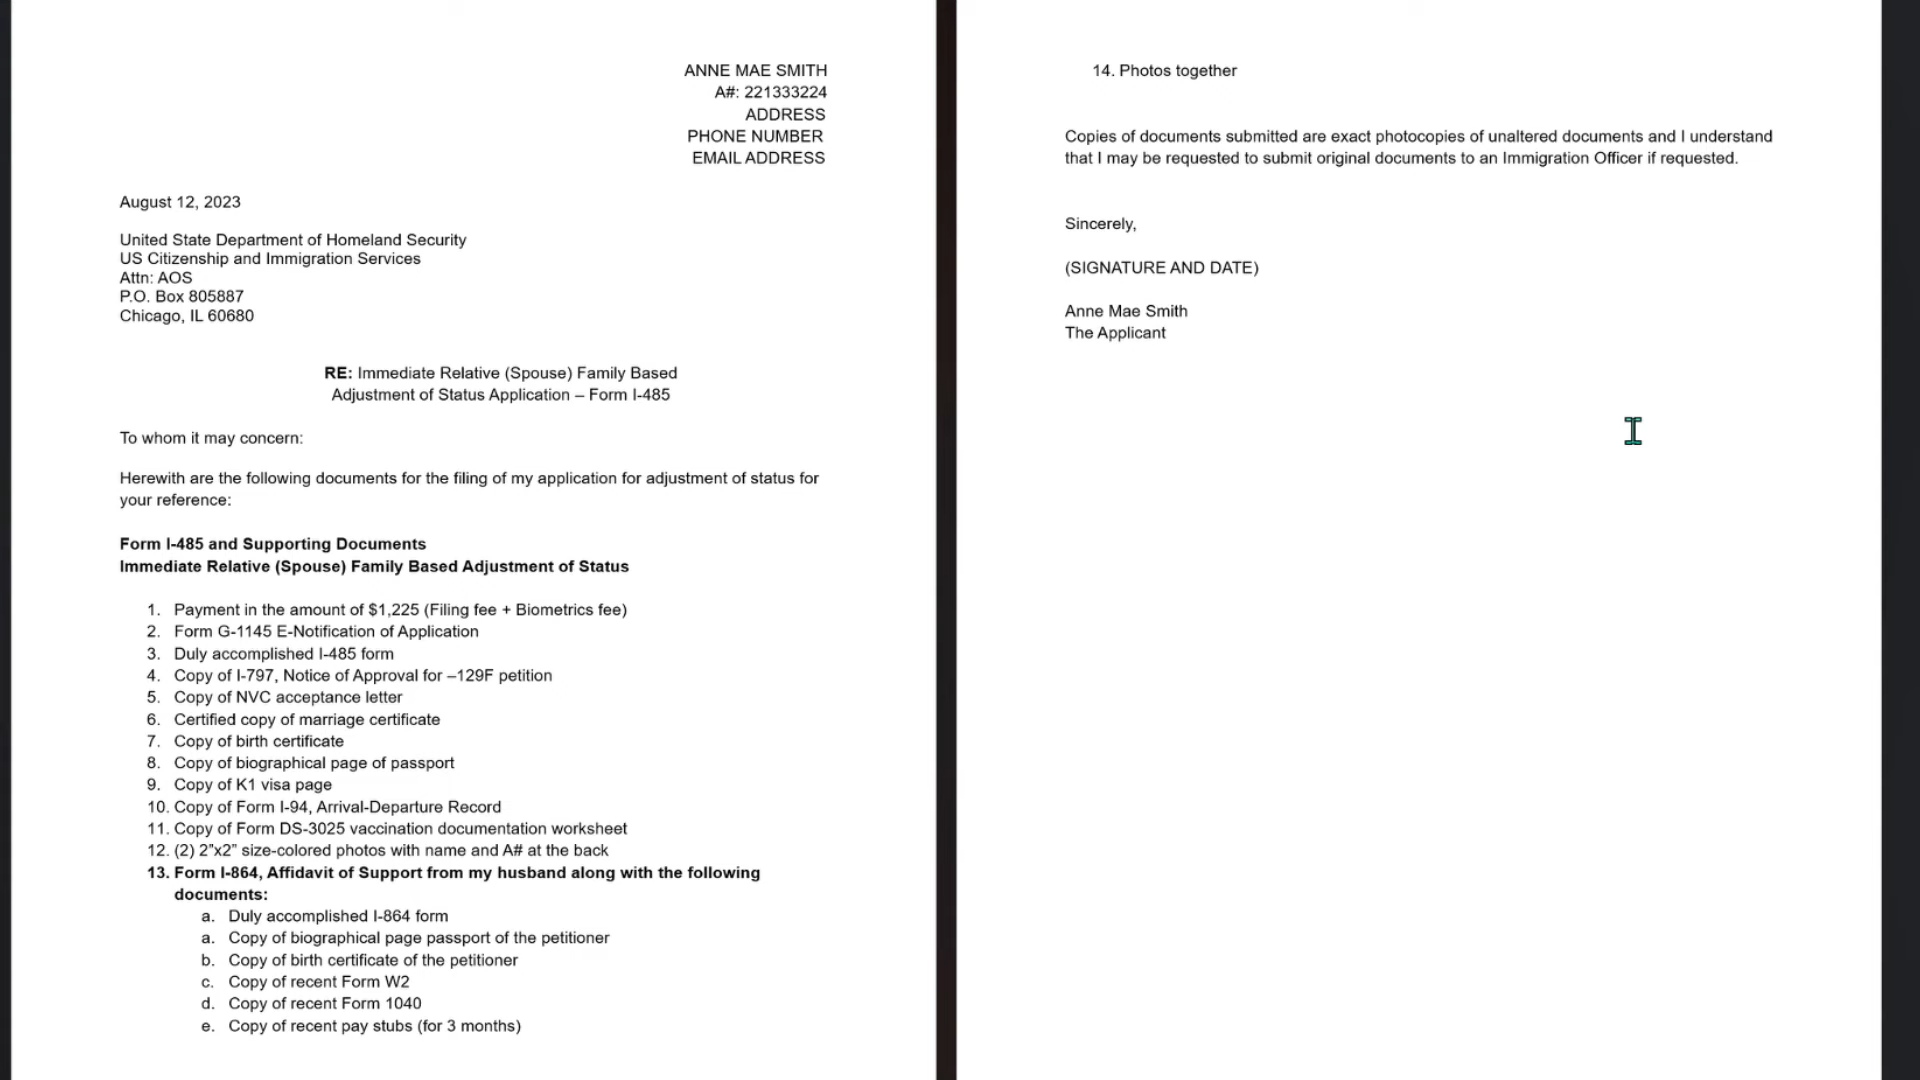 ANNE MAE SMITH
A#: 221333224
ADDRESS
PHONE NUMBER
EMAIL ADDRESS
August 12, 2023
United State Department of Homeland Security
US Citizenship and Immigration Services
Attn: AOS
P.O. Box 805887
Chicago, IL 60680
RE: Immediate Relative (Spouse) Family Based
Adjustment of Status Application – Form I-485
To whom it may concern:
Herewith are the following documents for the filing of my application for adjustment of status for
your reference:
Form I-485 and Supporting Documents
Immediate Relative (Spouse) Family Based Adjustment of Status
1. Payment in the amount of $1,225 (Filing fee + Biometrics fee)
2. Form G-1145 E-Notification of Application
3. Duly accomplished I-485 form
4. Copy of I-797, Notice of Approval for –129F petition
5. Copy of NVC acceptance letter
6. Certified copy of marriage certificate
7. Copy of birth certificate
8. Copy of biographical page of passport
9. Copy of K1 visa page
10. Copy of Form I-94, Arrival-Departure Record
11. Copy of Form DS-3025 vaccination documentation worksheet
12. (2) 2”x2” size-colored photos with name and A# at the back
13. Form I-864, Affidavit of Support from my husband along with the following
documents:
a. Duly accomplished I-864 form
a. Copy of biographical page passport of the petitioner
b. Copy of birth certificate of the petitioner
c. Copy of recent Form W2
d. Copy of recent Form 1040
e. Copy of recent pay stubs (for 3 months)
14. Photos together
Copies of documents submitted are exact photocopies of unaltered documents and I understand
that I may be requested to submit original documents to an Immigration Officer if requested.
Sincerely,
(SIGNATURE AND DATE)
Anne Mae Smith
The Applicant